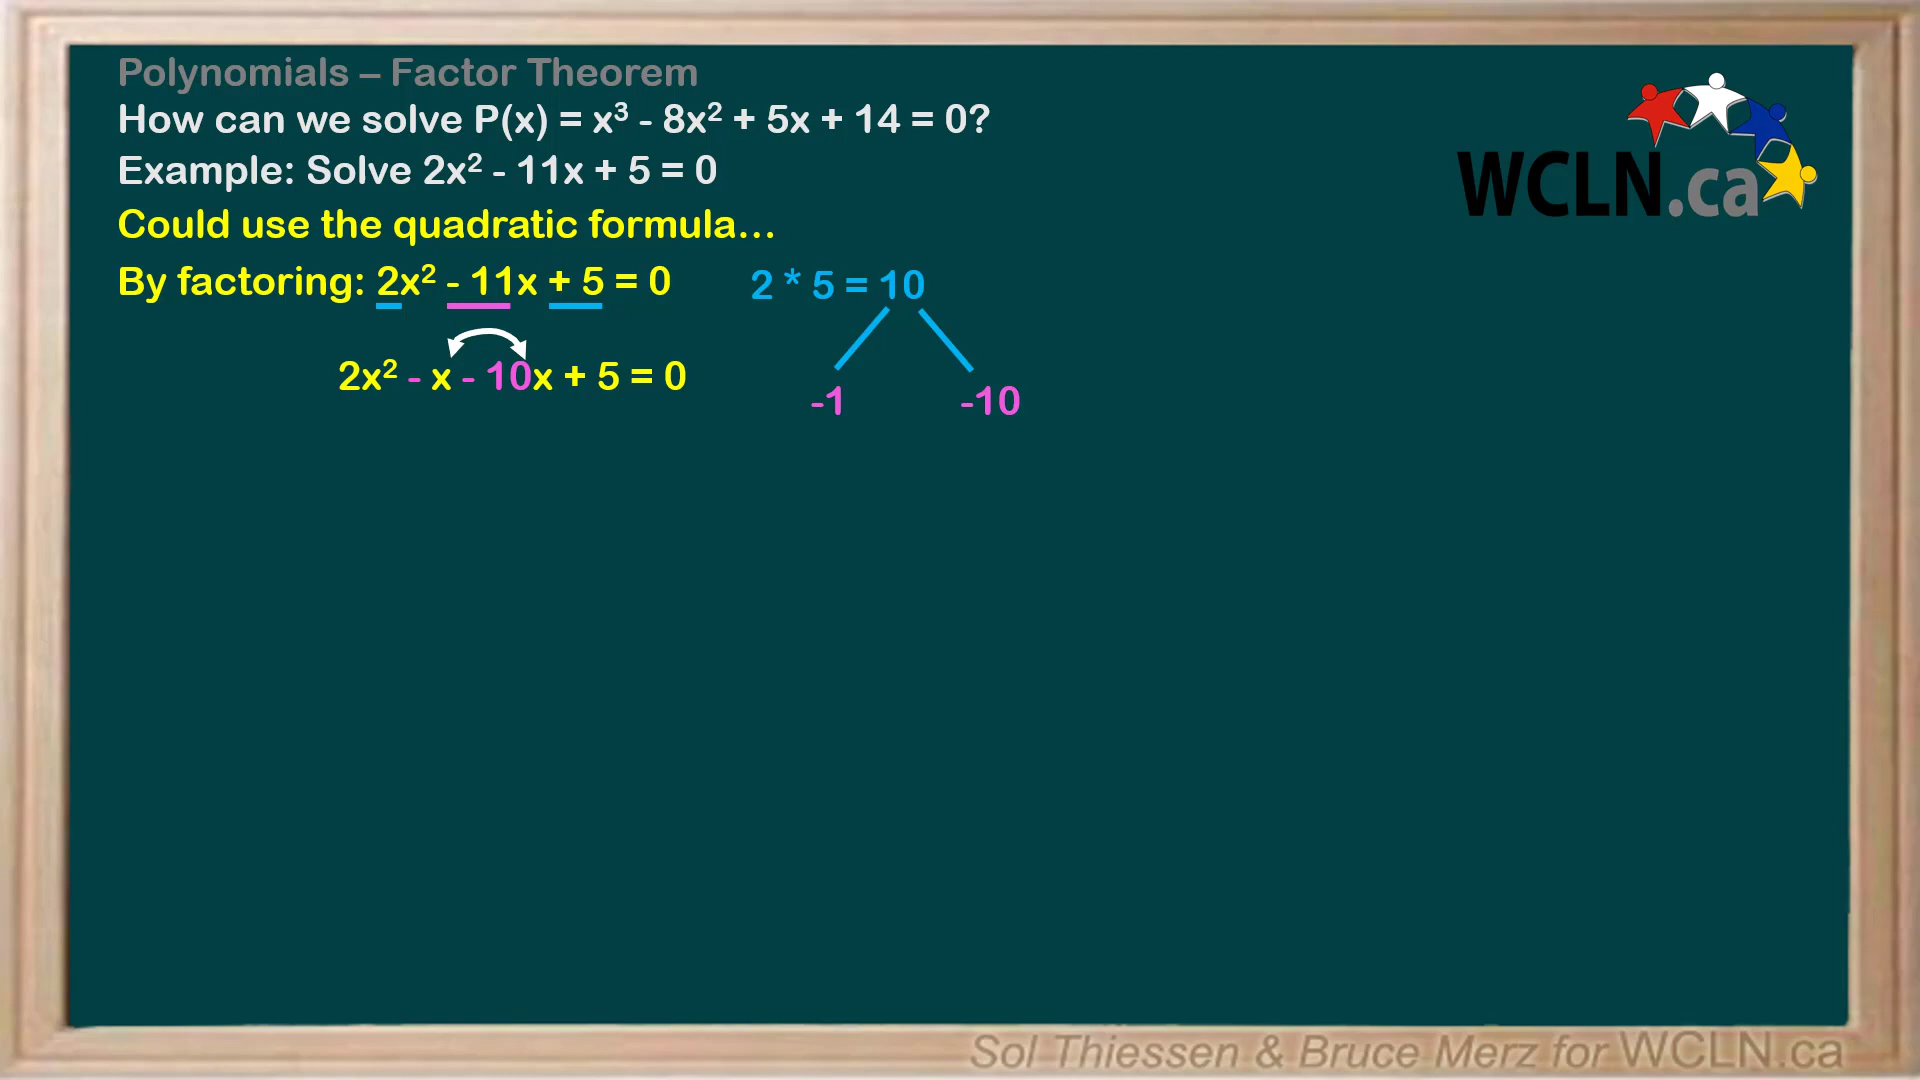 Polynomials – Factor Theorem
How can we solve P(x) = x³ - 8x² + 5x + 14 = 0?
Example: Solve 2x² - 11x + 5 = 0
Could use the quadratic formula...
By factoring: 2x² - 11x + 5 = 0
2 * 5 = 10
2x² - x - 10x + 5 = 0
-1
-10
WCLN.ca
Sol Thiessen & Bruce Merz for WCLN.ca